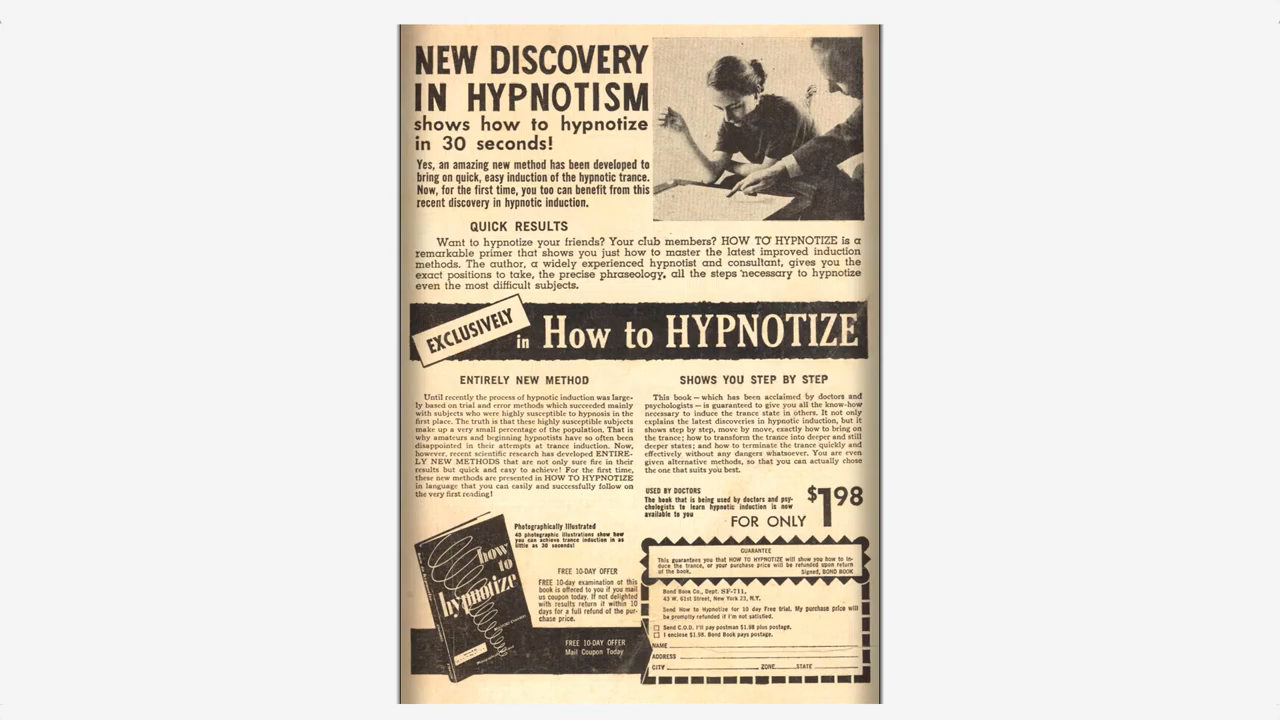 NEW DISCOVERY
IN HYPNOTISM
shows how to hypnotize
in 30 seconds!
Yes, an amazing new method has been developed to
bring on quick, easy induction of the hypnotic trance.
Now, for the first time, you too can benefit from this
recent discovery in hypnotic induction.
QUICK RESULTS
Want to hypnotize your friends? Your club members? HOW TO HYPNOTIZE is a
remarkable primer that shows you just how to master the latest improved induction
methods. The author, a widely experienced hypnotist and consultant, gives you the
exact positions to take, the precise phraseology, all the steps necessary to hypnotize
even the most difficult subjects.
EXCLUSIVELY
in How to HYPNOTIZE
ENTIRELY NEW METHOD
Until recently the process of hypnotic induction was large-
ly based on trial and error methods which succeeded mainly
with subjects who were highly susceptible to hypnosis in the
first place. The truth is that these highly susceptible subjects
make up a very small percentage of the population. That is
why amateurs and beginning hypnotists have so often been
disappointed in their attempts at trance induction. Now,
however, recent scientific research has developed ENTIRE-
LY NEW METHODS that are not only sure fire in their
results but quick and easy to achieve! For the first time,
these new methods are presented in HOW TO HYPNOTIZE
in language that you can easily and successfully follow on
the very first reading!
Photographically Illustrated
40 photographic illustrations show how
you can achieve trance induction in as
little as 30 seconds!
how
to
hypnotize
FREE 10-DAY OFFER
FREE 10-day examination of this
book is offered to you if you mail
us coupon today. If not delighted
with results return it within 10
days for a full refund of the pur-
chase price.
FREE 10-DAY OFFER
Mail Coupon Today
SHOWS YOU STEP BY STEP
This book — which has been acclaimed by doctors and
psychologists — is guaranteed to give you all the know-how
necessary to induce the trance state in others. It not only
explains the latest discoveries in hypnotic induction, but it
shows step by step, move by move, exactly how to bring on
the trance; how to transform the trance into deeper and still
deeper states; and how to terminate the trance quickly and
effectively without any dangers whatsoever. You are even
given alternative methods, so that you can actually chose
the one that suits you best.
USED BY DOCTORS
The book that is being used by doctors and psy-
chologists to learn hypnotic induction is now
available to you
FOR ONLY $1.98
GUARANTEE
This guarantees you that HOW TO HYPNOTIZE will show you how to in-
duce the trance, or your purchase price will be refunded upon return
of the book. Signed, BOND BOOK
Bond Book Co., Dept. SF-711,
43 W. 61st Street, New York 23, N.Y.
Send How to Hypnotize for 10 day Free trial. My purchase price will
be promptly refunded if I'm not satisfied.
Send C.O.D. I'll pay postman $1.98 plus postage.
I enclose $1.98. Bond Book pays postage.
NAME
ADDRESS
CITY ZONE STATE